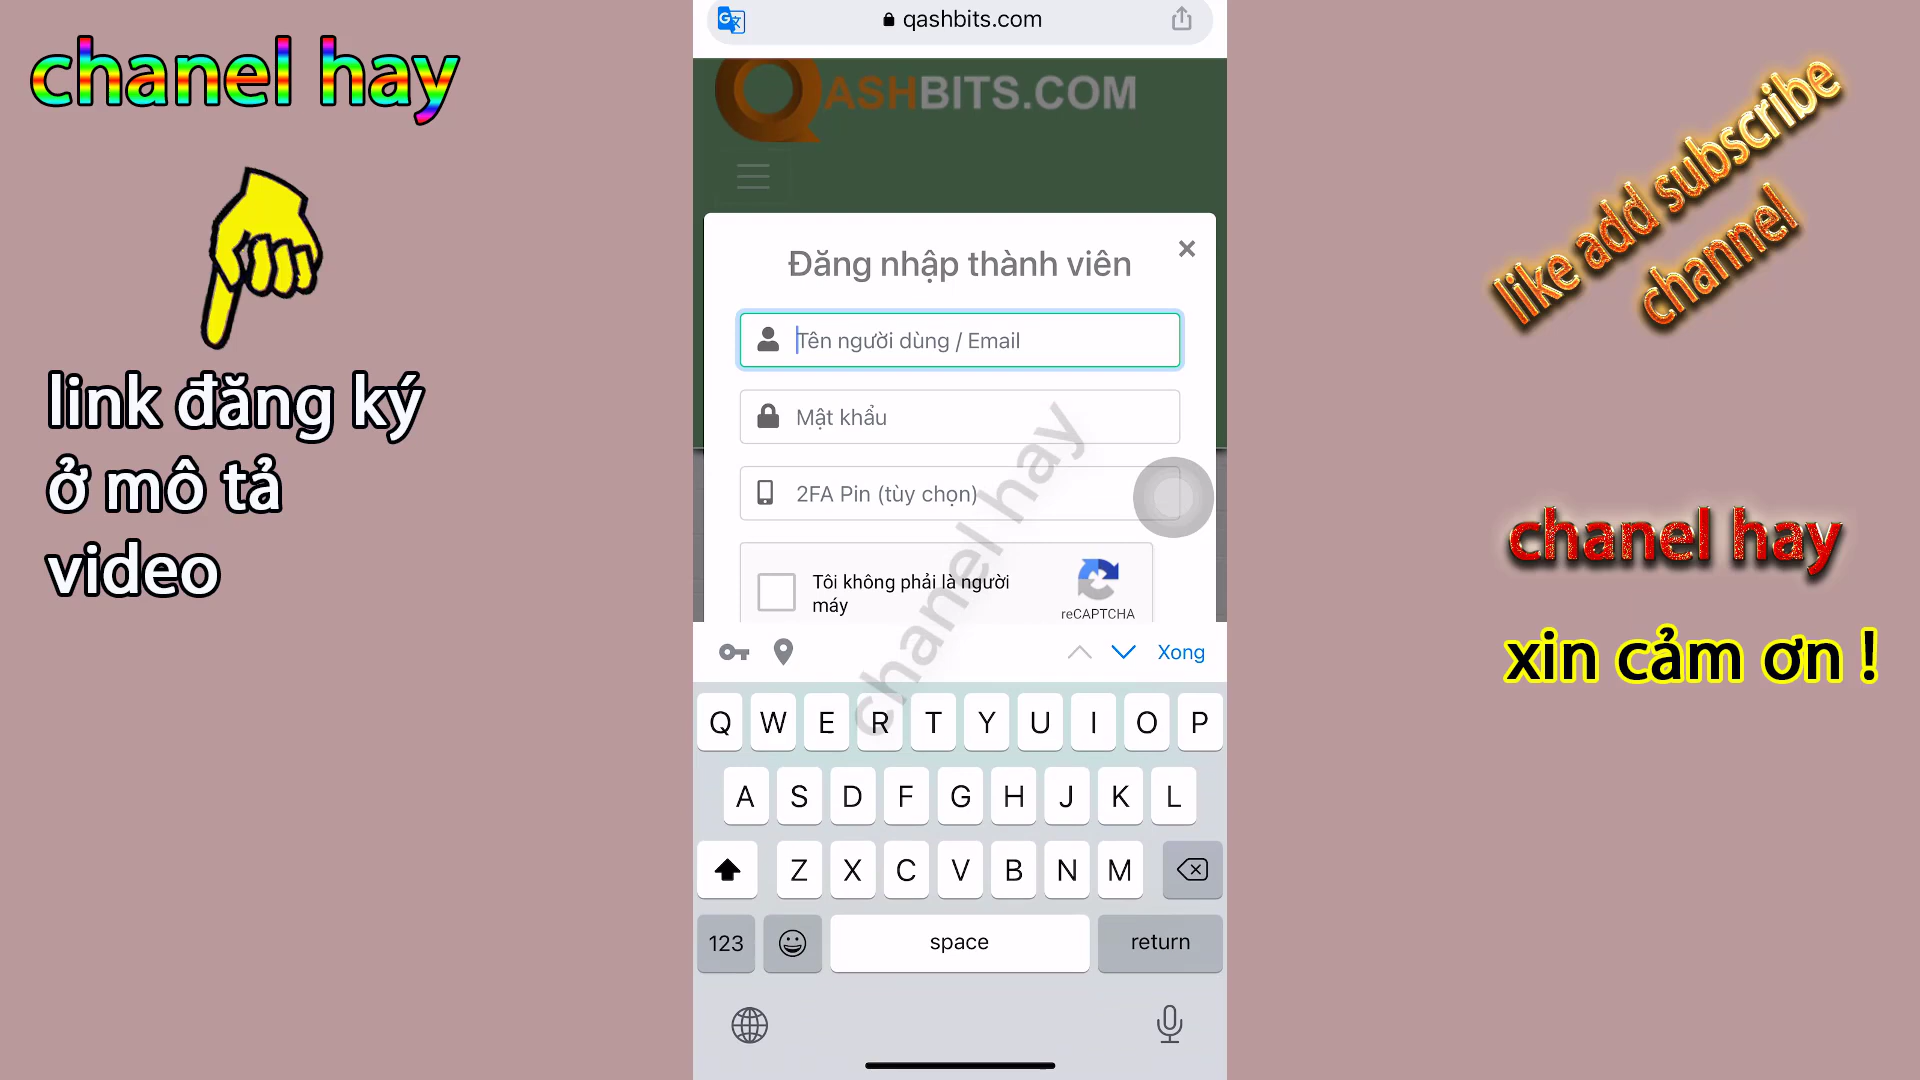 chanel hay
link đăng ký
ở mô tả
video
qashbits.com
QASHBITS.COM
Đăng nhập thành viên
×
Tên người dùng / Email
Mật khẩu
2FA Pin (tùy chọn)
Tôi không phải là người
máy
reCAPTCHA
chanel hay
Xong
Q W E R T Y U I O P
A S D F G H J K L
Z X C V B N M
123 space return
like add subscribe
channel
chanel hay
xin cảm ơn !